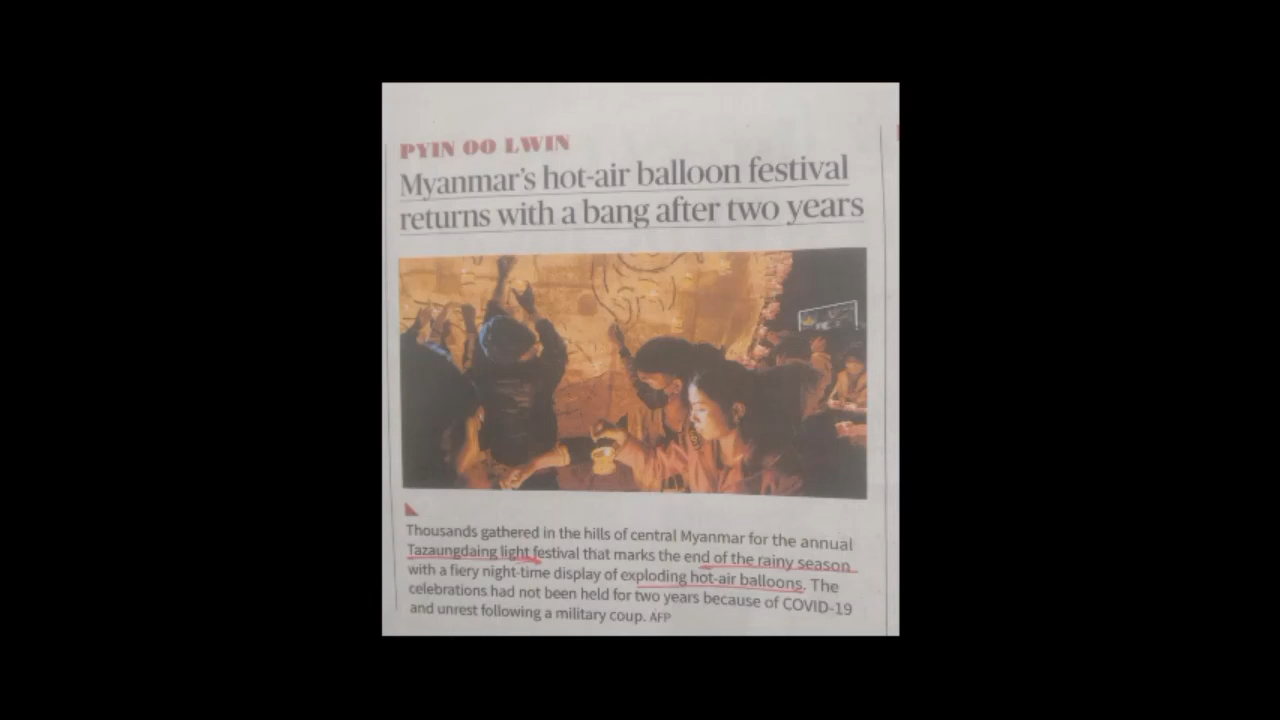 PYIN OO LWIN
Myanmar's hot-air balloon festival
returns with a bang after two years
Thousands gathered in the hills of central Myanmar for the annual
Tazaungdaing light festival that marks the end of the rainy season
with a fiery night-time display of exploding hot-air balloons. The
celebrations had not been held for two years because of COVID-19
and unrest following a military coup. AFP